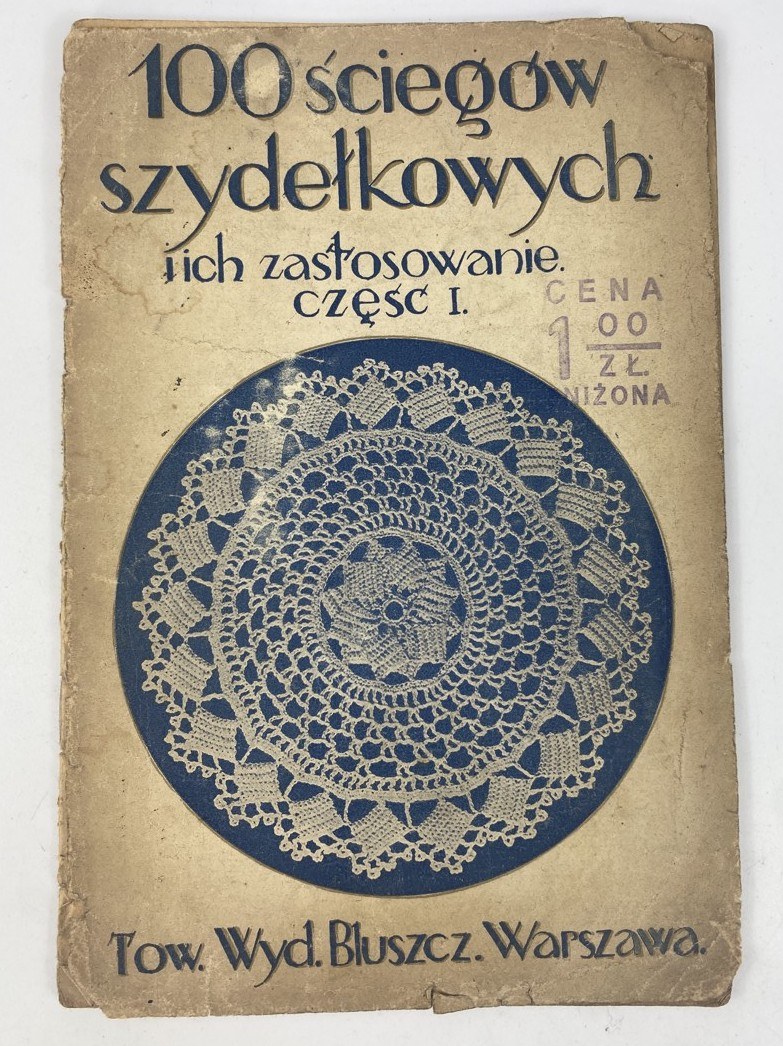 100 ściegów
szydełkowych
i ich zastosowanie.
CZĘŚĆ I.
CENA
1 00
ZŁ.
NIŻONA
Tow. Wyd. Bluszcz. Warszawa.